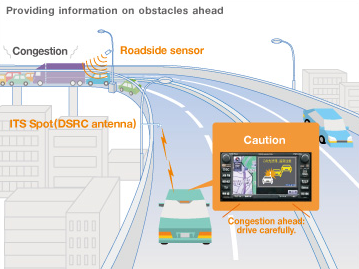 Providing information on obstacles ahead
Congestion
Roadside sensor
ITS Spot(DSRC antenna)
Caution
Congestion ahead:
drive carefully.